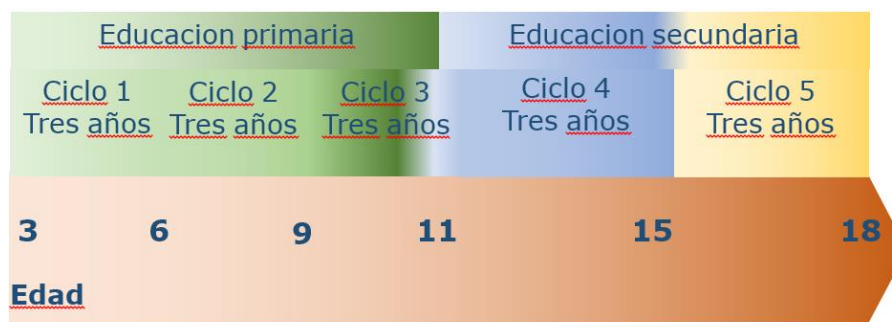 Educacion primaria
Educacion secundaria
Ciclo 1
Tres años
Ciclo 2
Tres años
Ciclo 3
Tres años
Ciclo 4
Tres años
Ciclo 5
Tres años
3 6 9 11 15 18
Edad